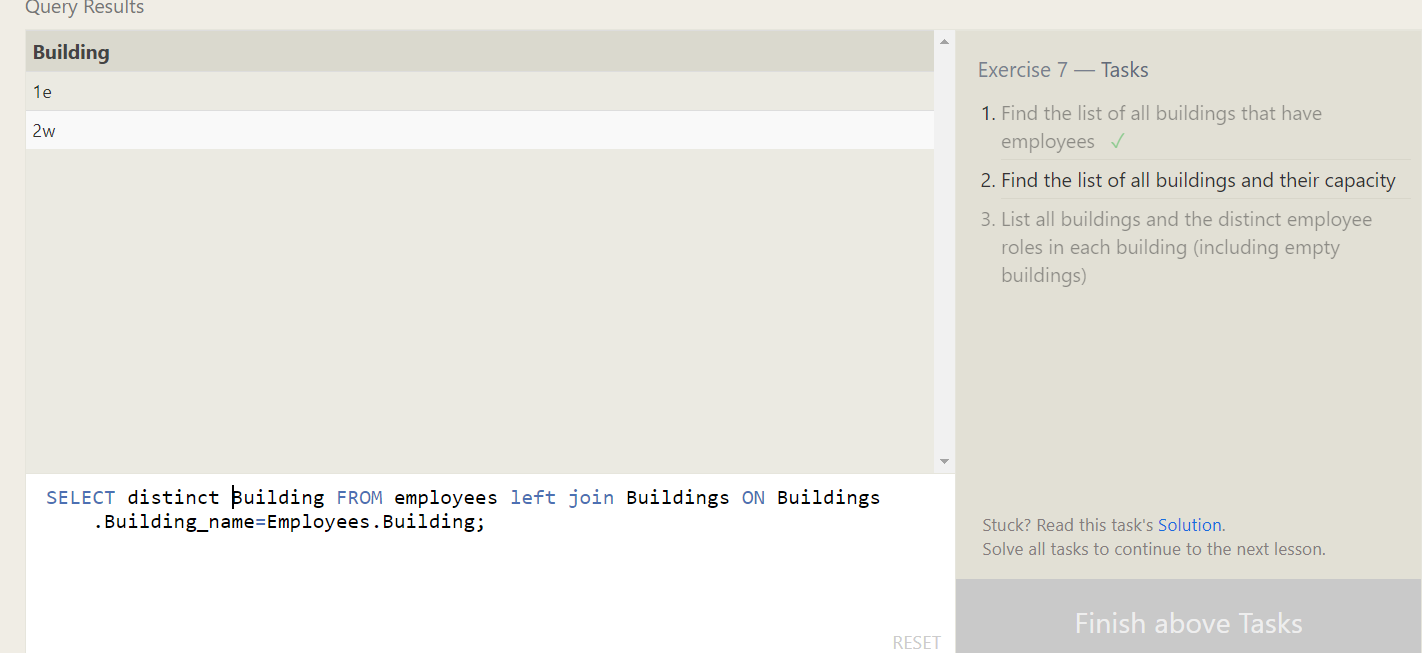 Query Results
Building
1e
2w
SELECT distinct Building FROM employees left join Buildings ON Buildings
.Building_name=Employees.Building;
RESET
Exercise 7 — Tasks
1. Find the list of all buildings that have
employees ✓
2. Find the list of all buildings and their capacity
3. List all buildings and the distinct employee
roles in each building (including empty
buildings)
Stuck? Read this task's Solution.
Solve all tasks to continue to the next lesson.
Finish above Tasks